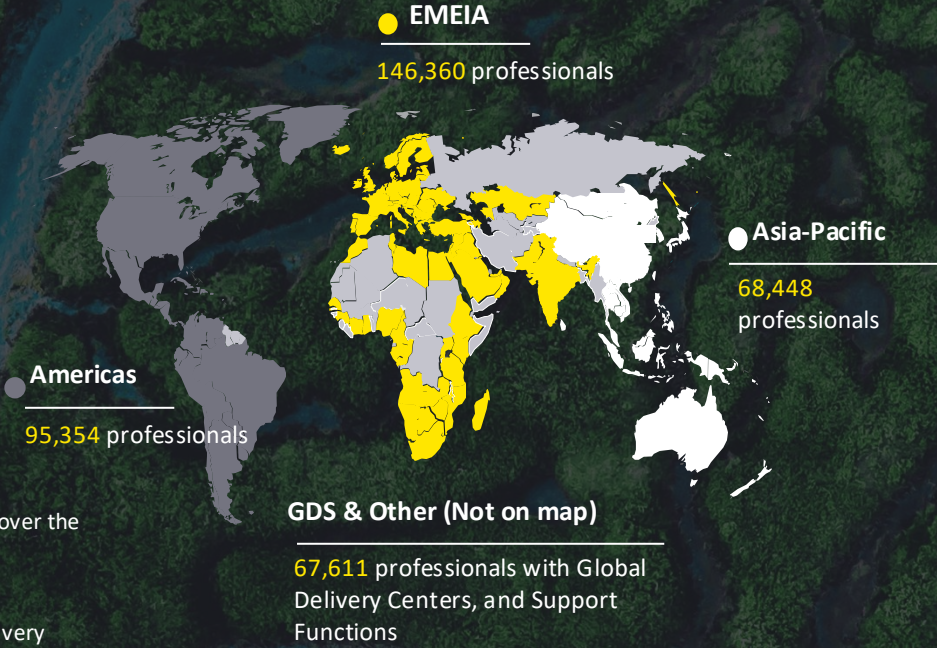 EMEIA
146,360 professionals
Asia-Pacific
68,448
professionals
Americas
95,354 professionals
over the
GDS & Other (Not on map)
67,611 professionals with Global
Delivery Centers, and Support
Functions
very